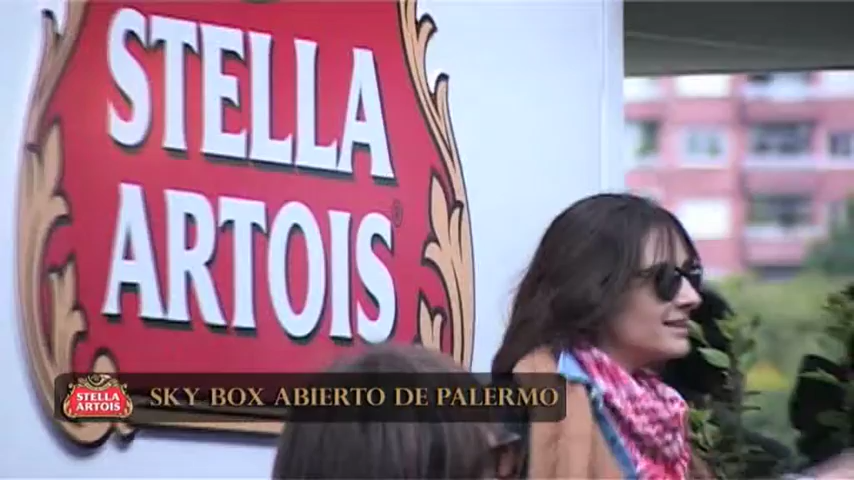 STELLA
ARTOIS
STELLA
ARTOIS
SKY BOX ABIERTO DE PALERMO